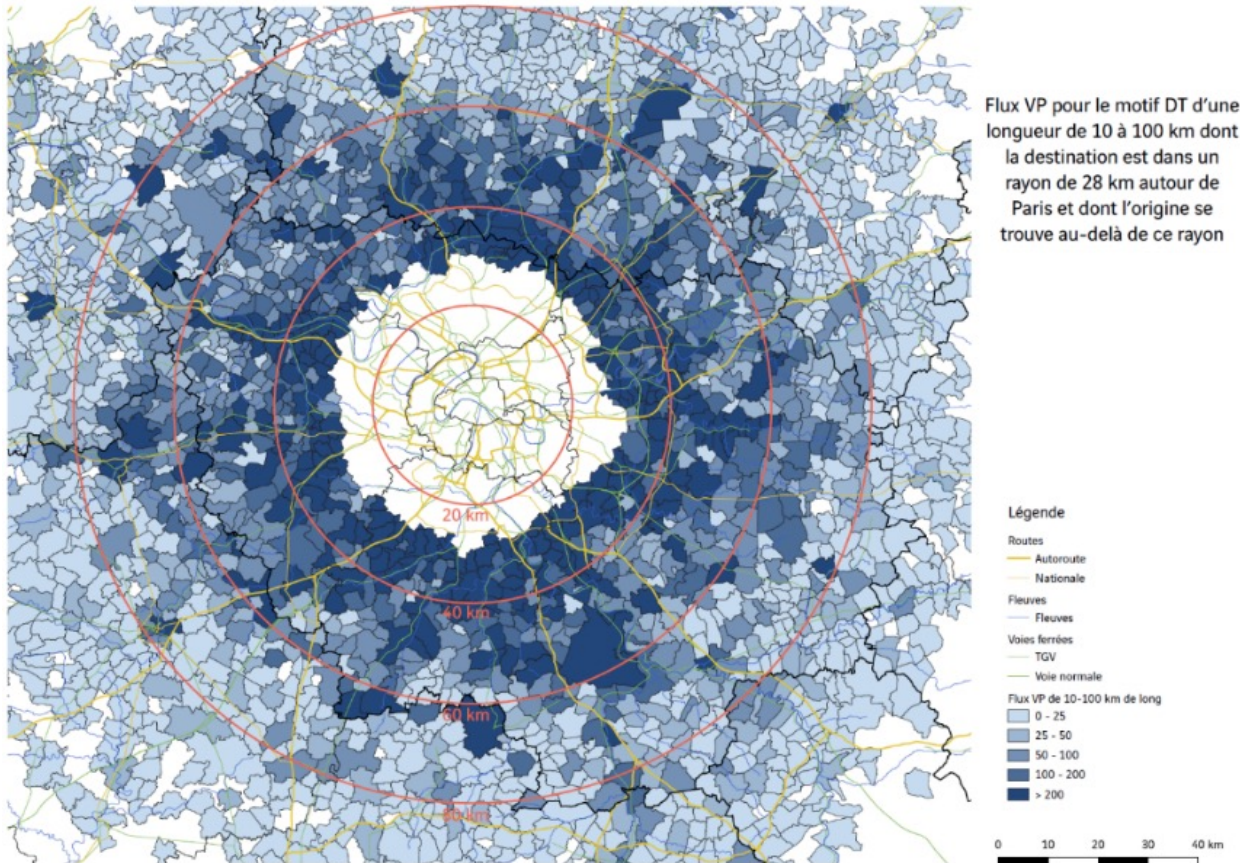 Flux VP pour le motif DT d'une
longueur de 10 à 100 km dont
la destination est dans un
rayon de 28 km autour de
Paris et dont l'origine se
trouve au-delà de ce rayon
20 km
40 km
60 km
80 km
Légende
Routes
Autoroute
Nationale
Fleuves
Fleuves
Voies ferrées
TGV
Voie normale
Flux VP de 10-100 km de long
0 - 25
25 - 50
50 - 100
100 - 200
> 200
0 10 20 30 40 km